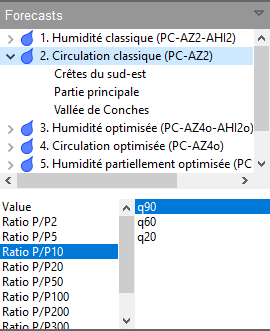 Forecasts
1. Humidité classique (PC-AZ2-AHI2)
2. Circulation classique (PC-AZ2)
Crêtes du sud-est
Partie principale
Vallée de Conches
3. Humidité optimisée (PC-AZ4o-AHI2o)
4. Circulation optimisée (PC-AZ4o)
5. Humidité partiellement optimisée (PC
Value
Ratio P/P2
Ratio P/P5
Ratio P/P10
Ratio P/P20
Ratio P/P50
Ratio P/P100
Ratio P/P200
Ratio P/P300
q90
q60
q20